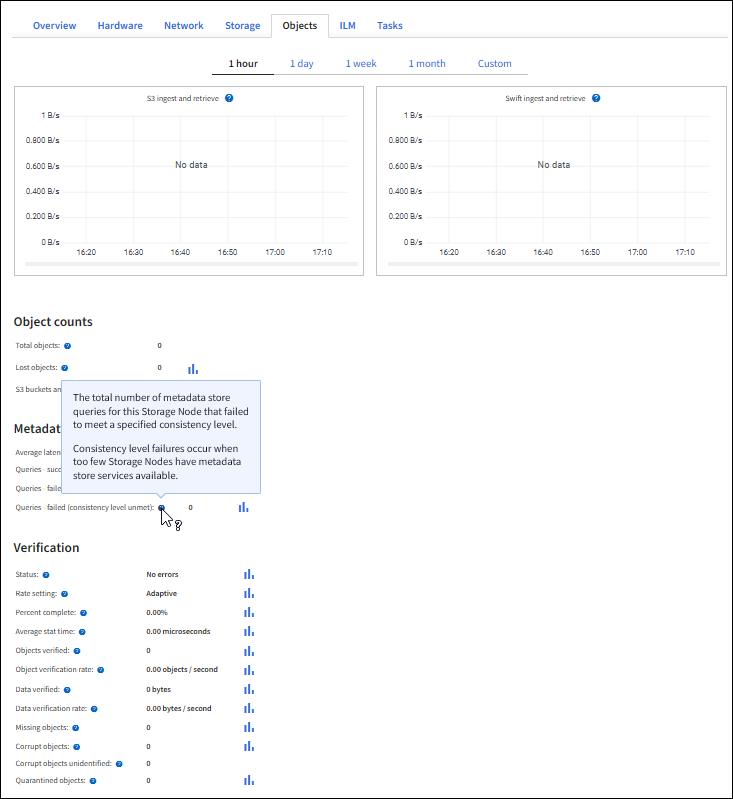 Overview Hardware Network Storage Objects ILM Tasks
1 hour 1 day 1 week 1 month Custom
S3 ingest and retrieve ?
1 B/s
0.800 B/s
0.600 B/s
0.400 B/s
0.200 B/s
0 B/s
No data
16:20 16:30 16:40 16:50 17:00 17:10
Swift ingest and retrieve ?
1 B/s
0.800 B/s
0.600 B/s
0.400 B/s
0.200 B/s
0 B/s
No data
16:20 16:30 16:40 16:50 17:00 17:10
Object counts
Total objects: ? 0
Lost objects: ? 0
S3 buckets an
The total number of metadata store
queries for this Storage Node that failed
to meet a specified consistency level.
Consistency level failures occur when
too few Storage Nodes have metadata
store services available.
Metadat
Average laten
Queries - succ
Queries - faile
Queries - failed (consistency level unmet): 0
Verification
Status: ? No errors
Rate setting: ? Adaptive
Percent complete: ? 0.00%
Average stat time: ? 0.00 microseconds
Objects verified: ? 0
Object verification rate: ? 0.00 objects / second
Data verified: ? 0 bytes
Data verification rate: ? 0.00 bytes / second
Missing objects: ? 0
Corrupt objects: ? 0
Corrupt objects unidentified: ? 0
Quarantined objects: ? 0